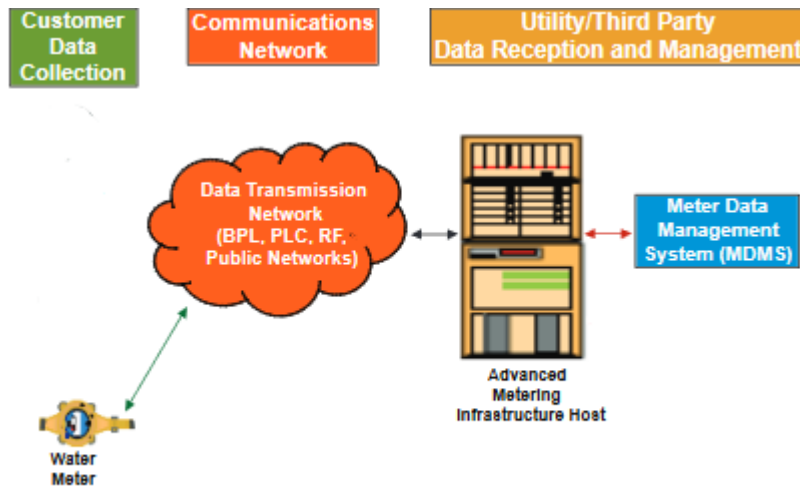 Customer
Data
Collection
Communications
Network
Utility/Third Party
Data Reception and Management
Data Transmission
Network
(BPL, PLC, RF,
Public Networks)
Meter Data
Management
System (MDMS)
Advanced
Metering
Infrastructure Host
Water
Meter